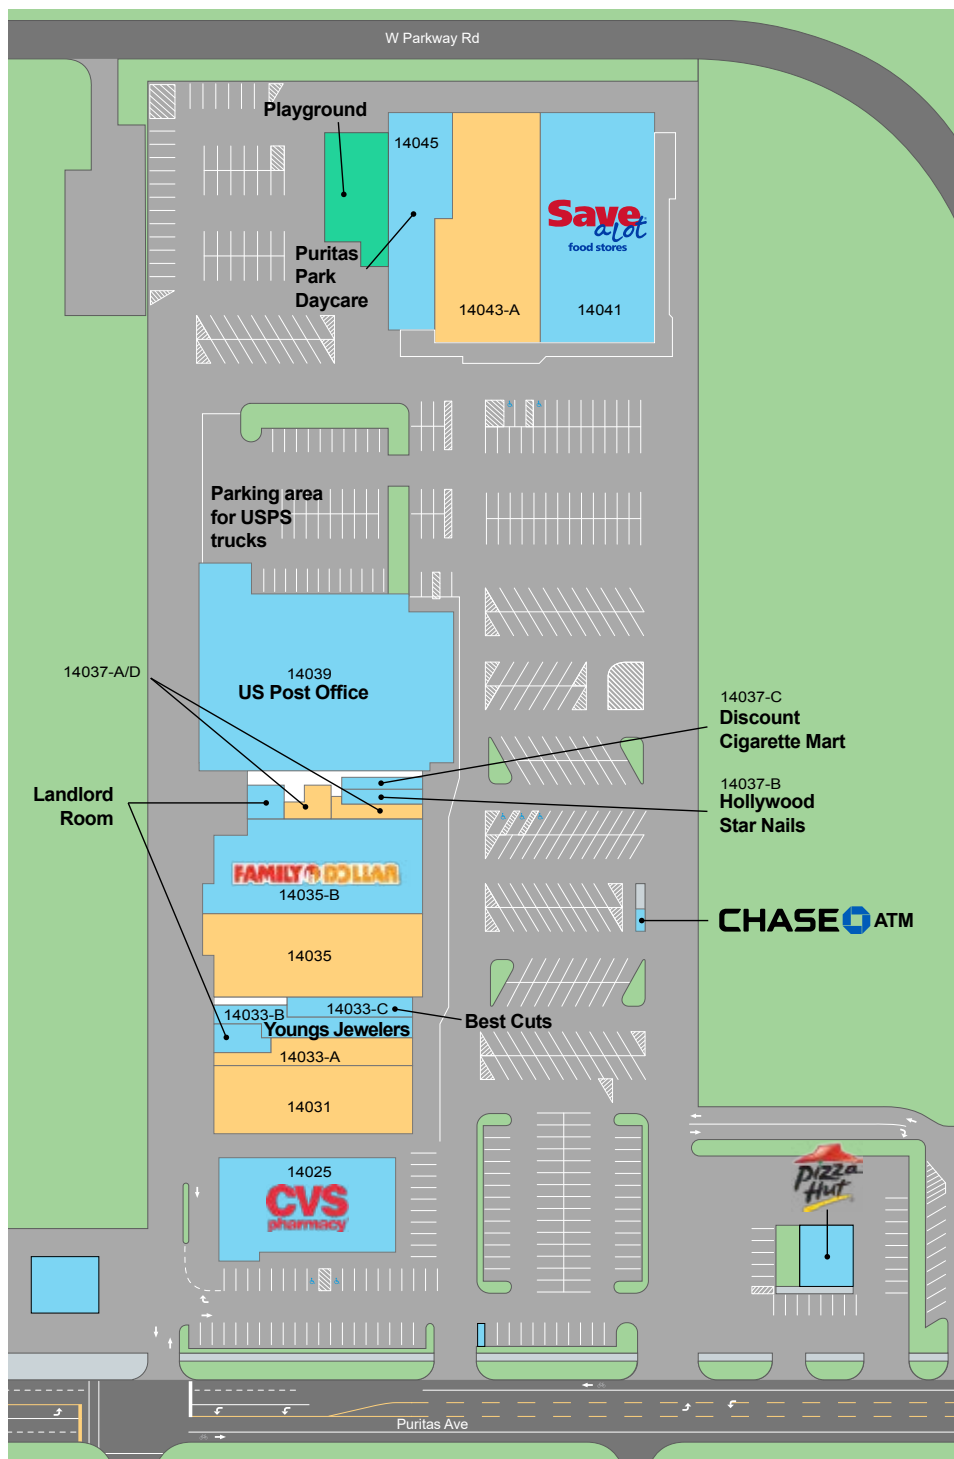 W Parkway Rd
Playground
14045
Save
a lot
food stores
Puritas
Park
Daycare
14043-A
14041
Parking area
for USPS
trucks
14037-A/D
14039
US Post Office
14037-C
Discount
Cigarette Mart
14037-B
Hollywood
Star Nails
Landlord
Room
FAMILY DOLLAR
14035-B
CHASE ATM
14035
14033-C
14033-B
Youngs Jewelers
Best Cuts
14033-A
14031
14025
CVS
pharmacy
Pizza
Hut
Puritas Ave